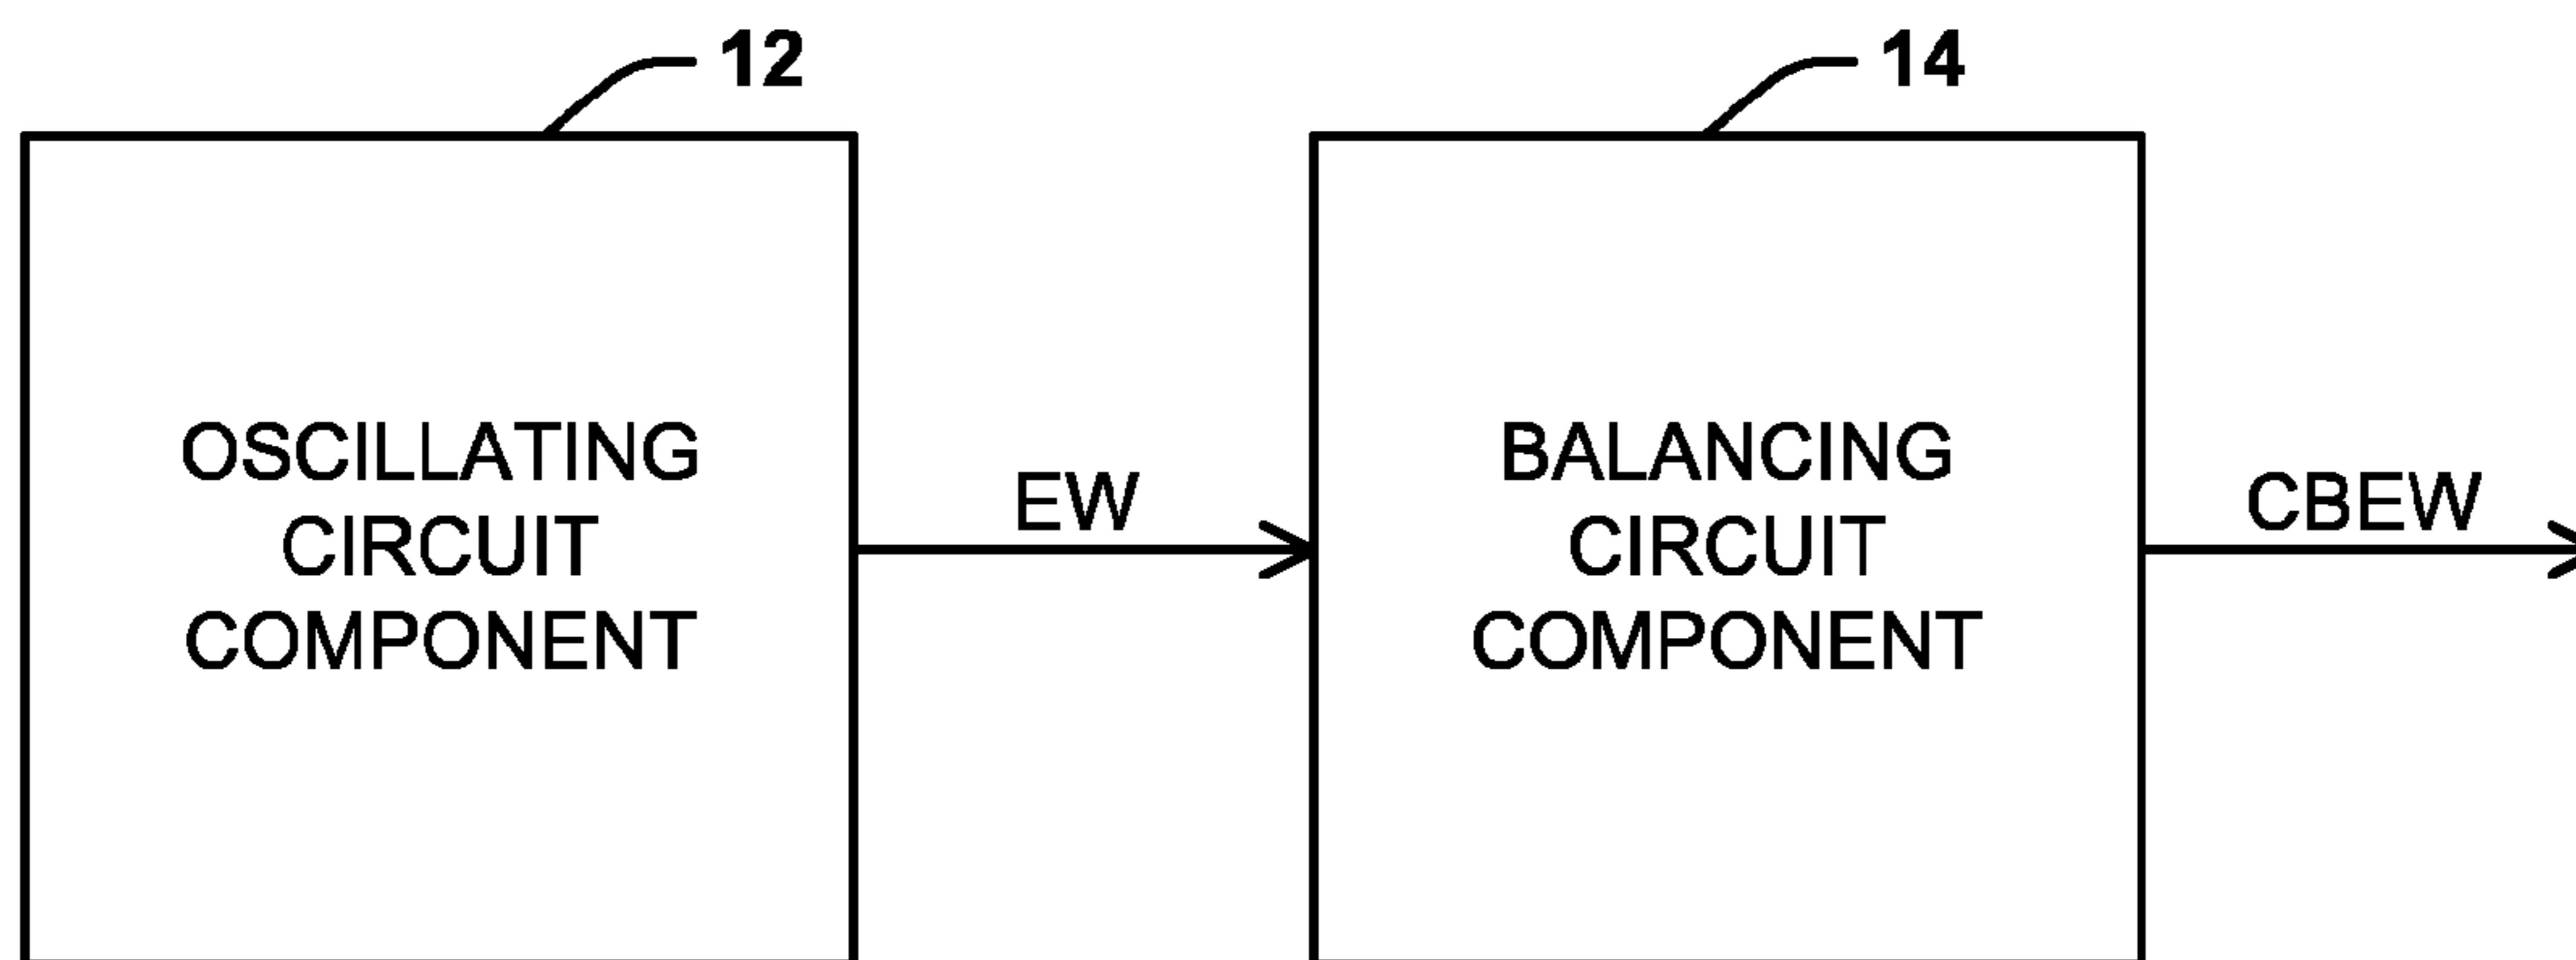 12
14
OSCILLATING
CIRCUIT
COMPONENT
EW
BALANCING
CIRCUIT
COMPONENT
CBEW